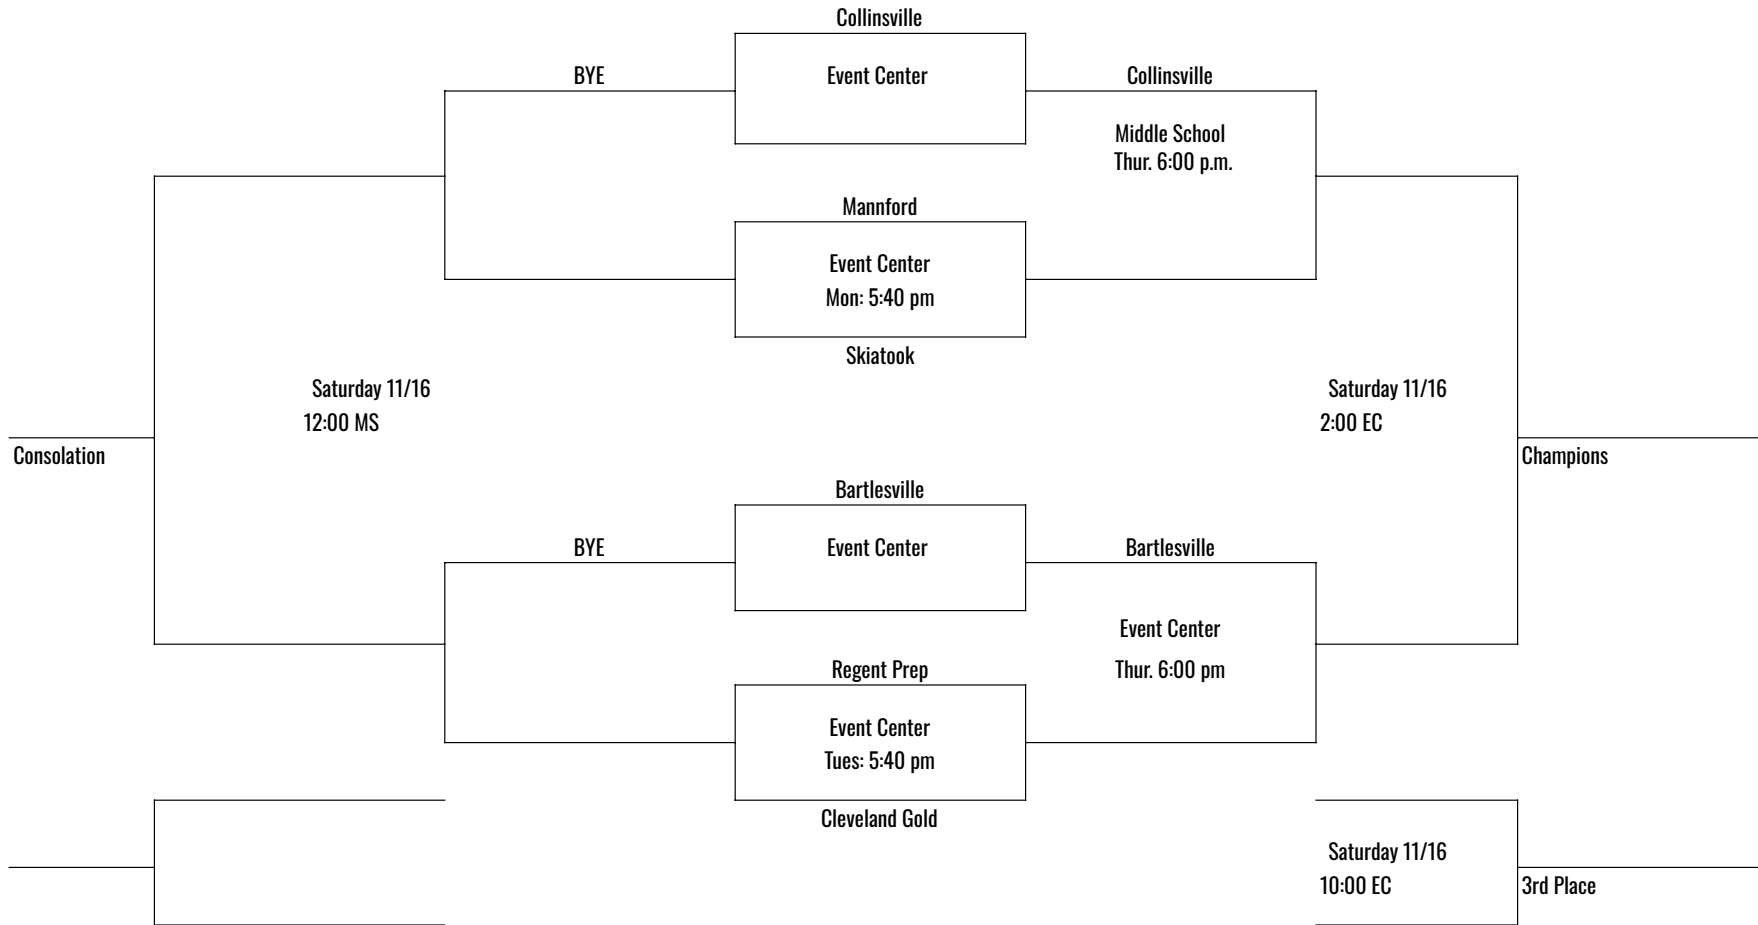 Collinsville
BYE
Event Center
Collinsville
Middle School
Thur. 6:00 p.m.
Mannford
Event Center
Mon: 5:40 pm
Skiatook
Saturday 11/16
12:00 MS
Saturday 11/16
2:00 EC
Consolation
Champions
Bartlesville
BYE
Event Center
Bartlesville
Event Center
Thur. 6:00 pm
Regent Prep
Event Center
Tues: 5:40 pm
Cleveland Gold
Saturday 11/16
10:00 EC
3rd Place